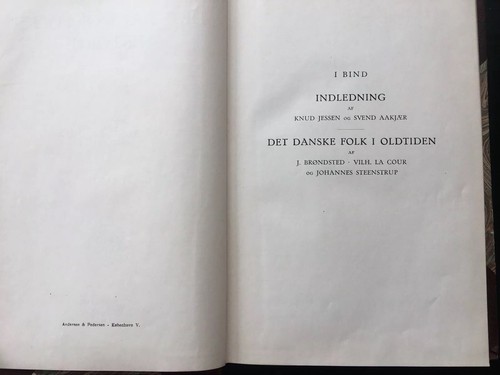 Andersen & Pedersen - København V.
I BIND
INDLEDNING
AF
KNUD JESSEN OG SVEND AAKJÆR
DET DANSKE FOLK I OLDTIDEN
AF
J. BRØNDSTED · VILH. LA COUR
OG JOHANNES STEENSTRUP